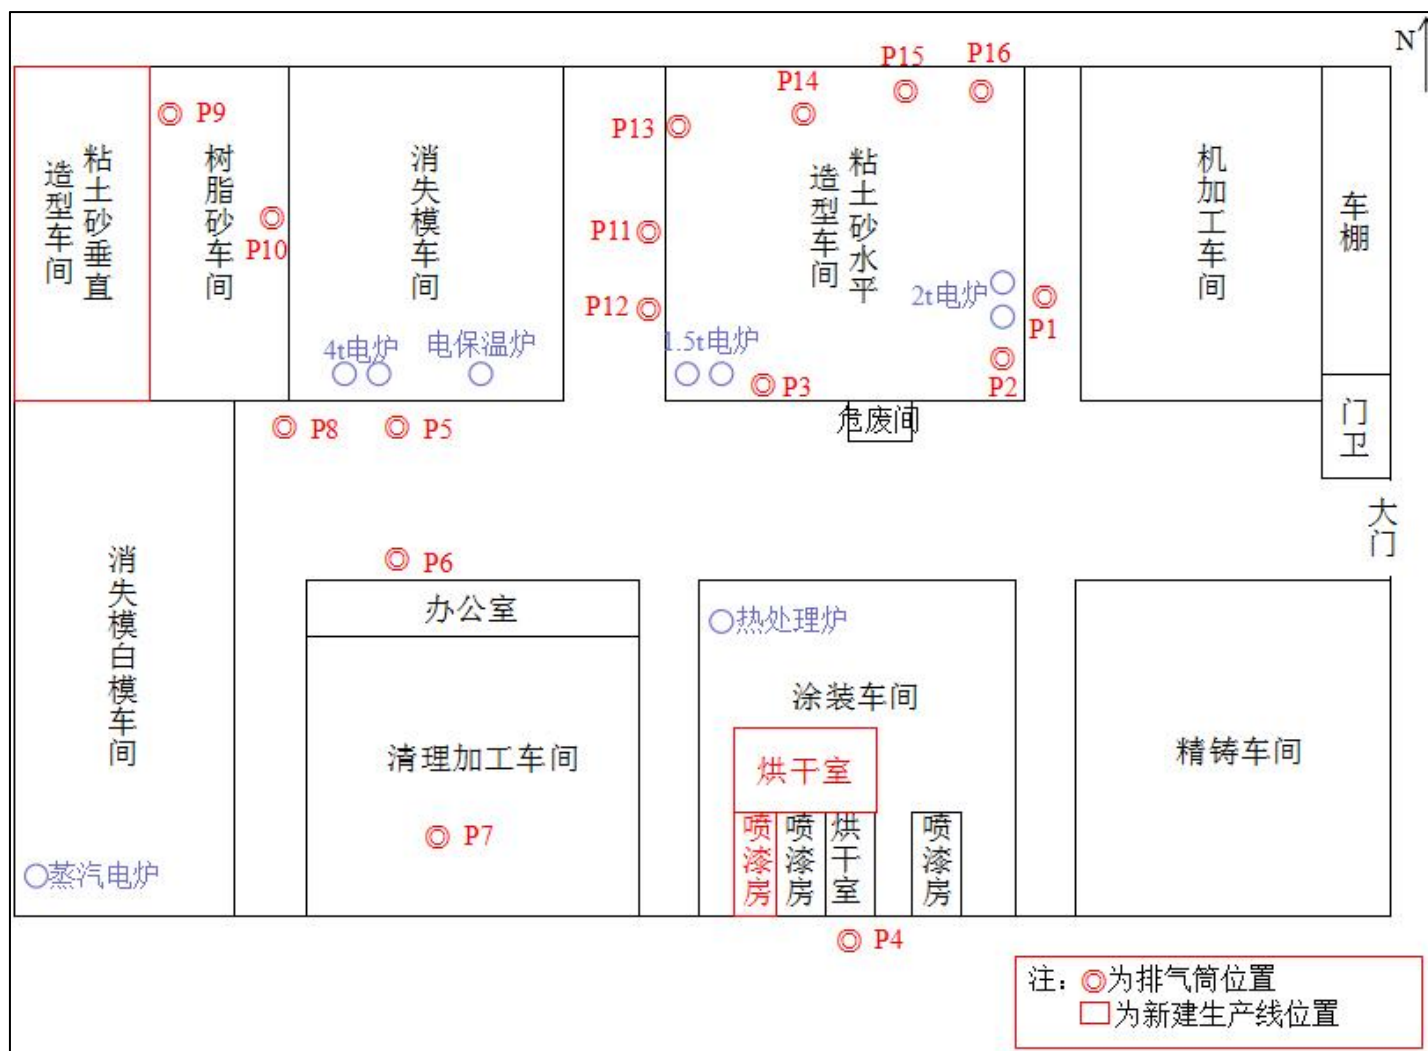 N
P15
P16
P14
P13
P9
粘土砂垂直
造型车间
树脂砂车间
P10
消失模车间
P11
P12
粘土砂水平
造型车间
2t电炉
P1
P2
机加工车间
车棚
4t电炉
电保温炉
1.5t电炉
P3
危废间
门卫
P8
P5
大门
消失模白模车间
P6
办公室
热处理炉
涂装车间
清理加工车间
烘干室
精铸车间
P7
喷漆房
喷漆房
烘干室
喷漆房
蒸汽电炉
P4
注：为排气筒位置
为新建生产线位置